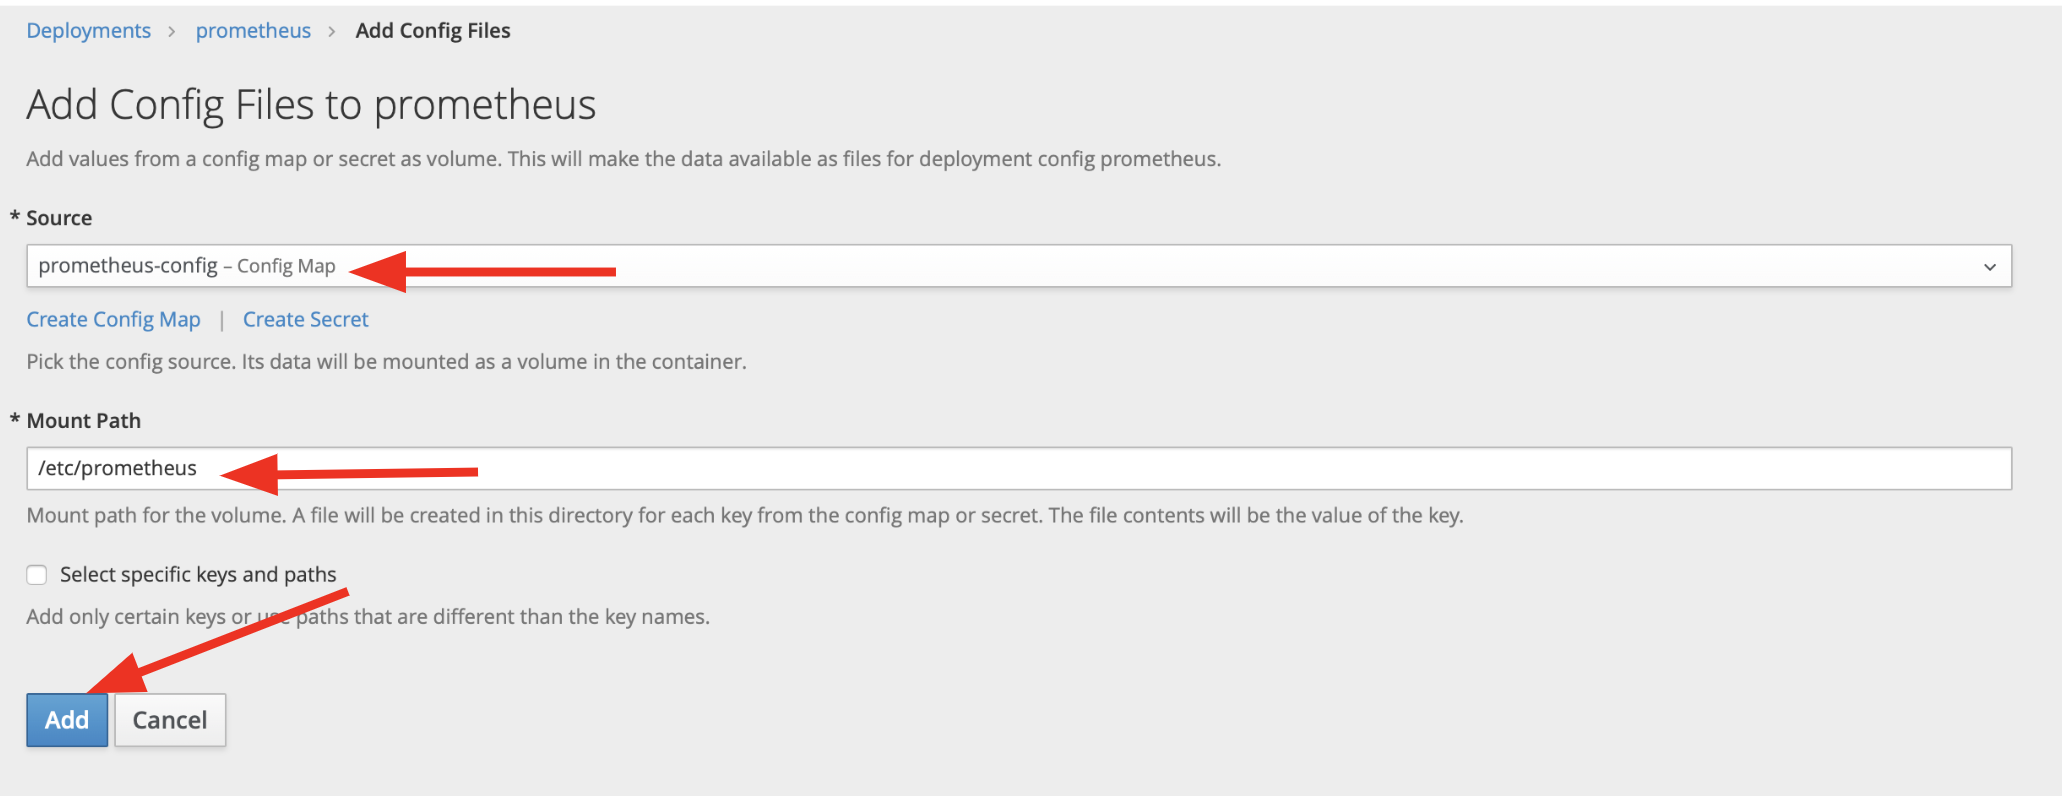 Deployments > prometheus > Add Config Files
Add Config Files to prometheus
Add values from a config map or secret as volume. This will make the data available as files for deployment config prometheus.
* Source
prometheus-config – Config Map
Create Config Map | Create Secret
Pick the config source. Its data will be mounted as a volume in the container.
* Mount Path
/etc/prometheus
Mount path for the volume. A file will be created in this directory for each key from the config map or secret. The file contents will be the value of the key.
Select specific keys and paths
Add only certain keys or use paths that are different than the key names.
Add Cancel